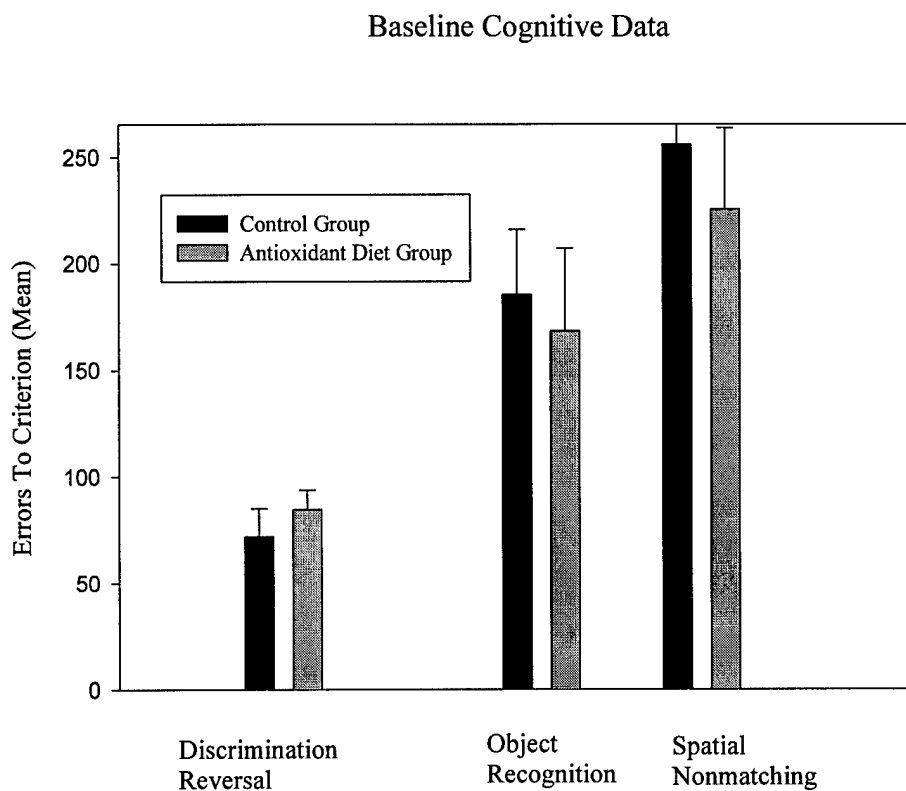 Baseline Cognitive Data
Errors To Criterion (Mean)
250
200
150
100
50
0
Control Group
Antioxidant Diet Group
Discrimination
Reversal
Object
Recognition
Spatial
Nonmatching